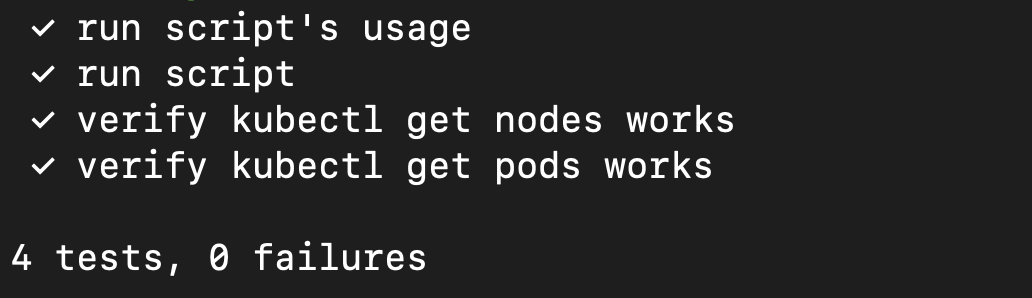 ✓ run script's usage
✓ run script
✓ verify kubectl get nodes works
✓ verify kubectl get pods works
4 tests, 0 failures